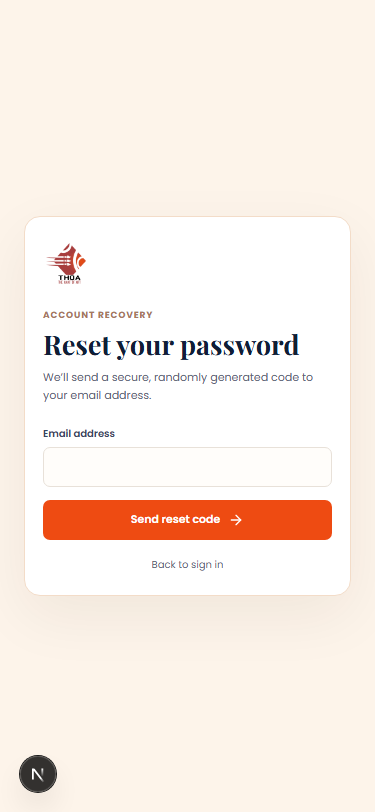 THOA
ACCOUNT RECOVERY
Reset your password
We'll send a secure, randomly generated code to
your email address.
Email address
Send reset code →
Back to sign in
N